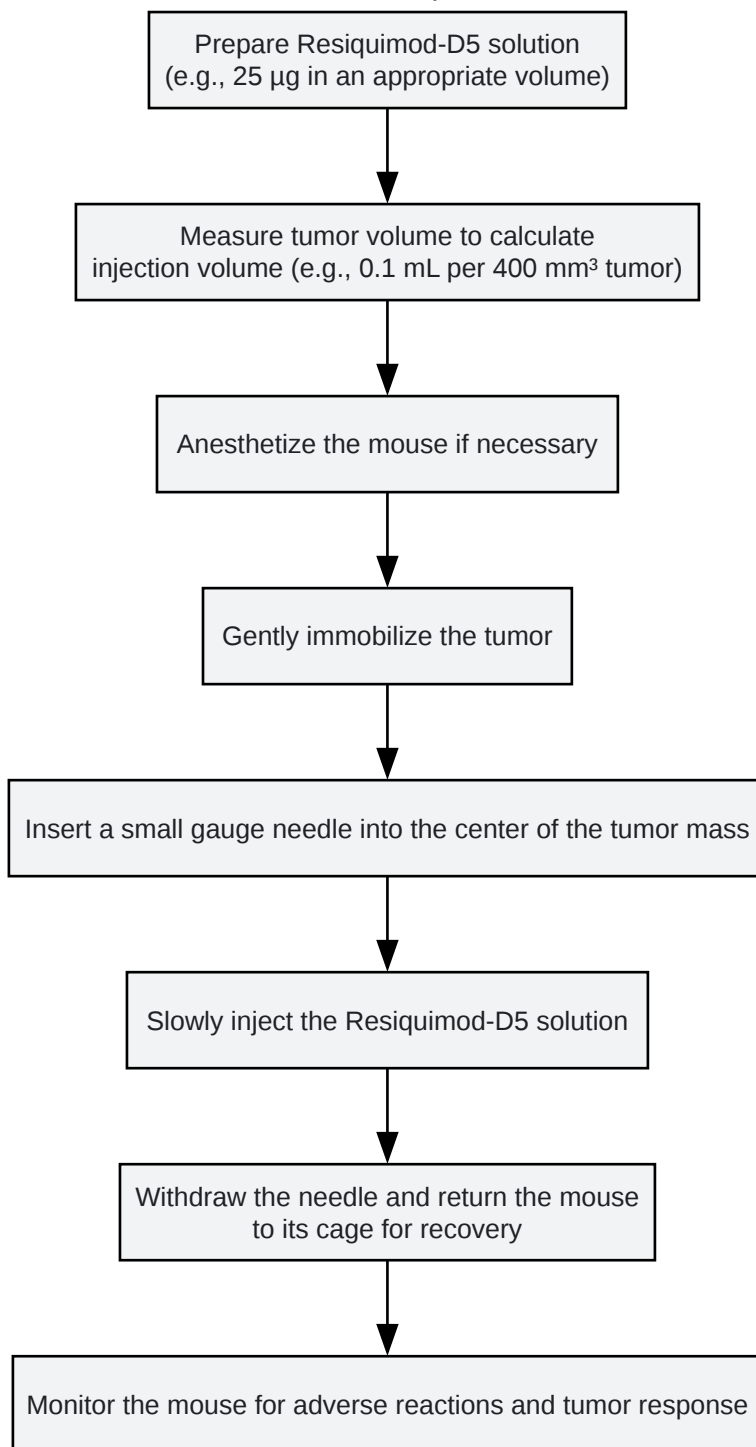 Prepare Resiquimod-D5 solution
(e.g., 25 µg in an appropriate volume)
Measure tumor volume to calculate
injection volume (e.g., 0.1 mL per 400 mm³ tumor)
Anesthetize the mouse if necessary
Gently immobilize the tumor
Insert a small gauge needle into the center of the tumor mass
Slowly inject the Resiquimod-D5 solution
Withdraw the needle and return the mouse
to its cage for recovery
Monitor the mouse for adverse reactions and tumor response